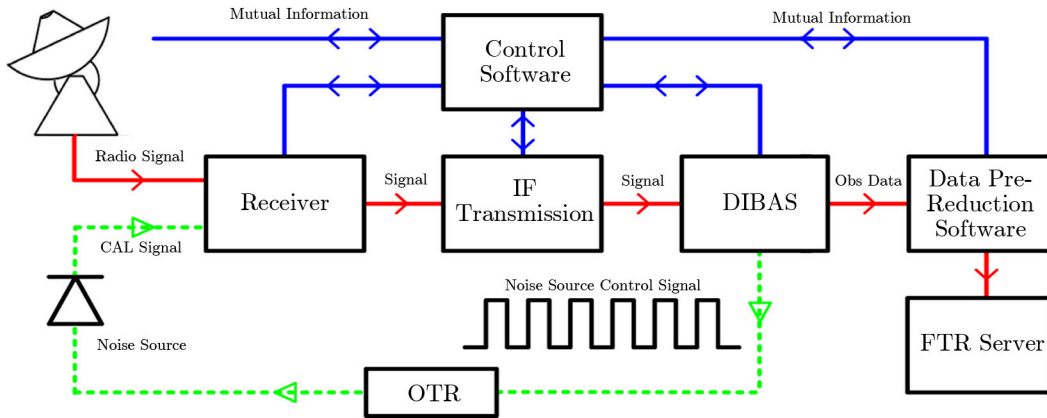 Mutual Information
Mutual Information
Control
Software
Radio Signal
Receiver
Signal
IF
Transmission
Signal
DIBAS
Obs Data
Data Pre-
Reduction
Software
CAL Signal
Noise Source Control Signal
Noise Source
OTR
FTR Server